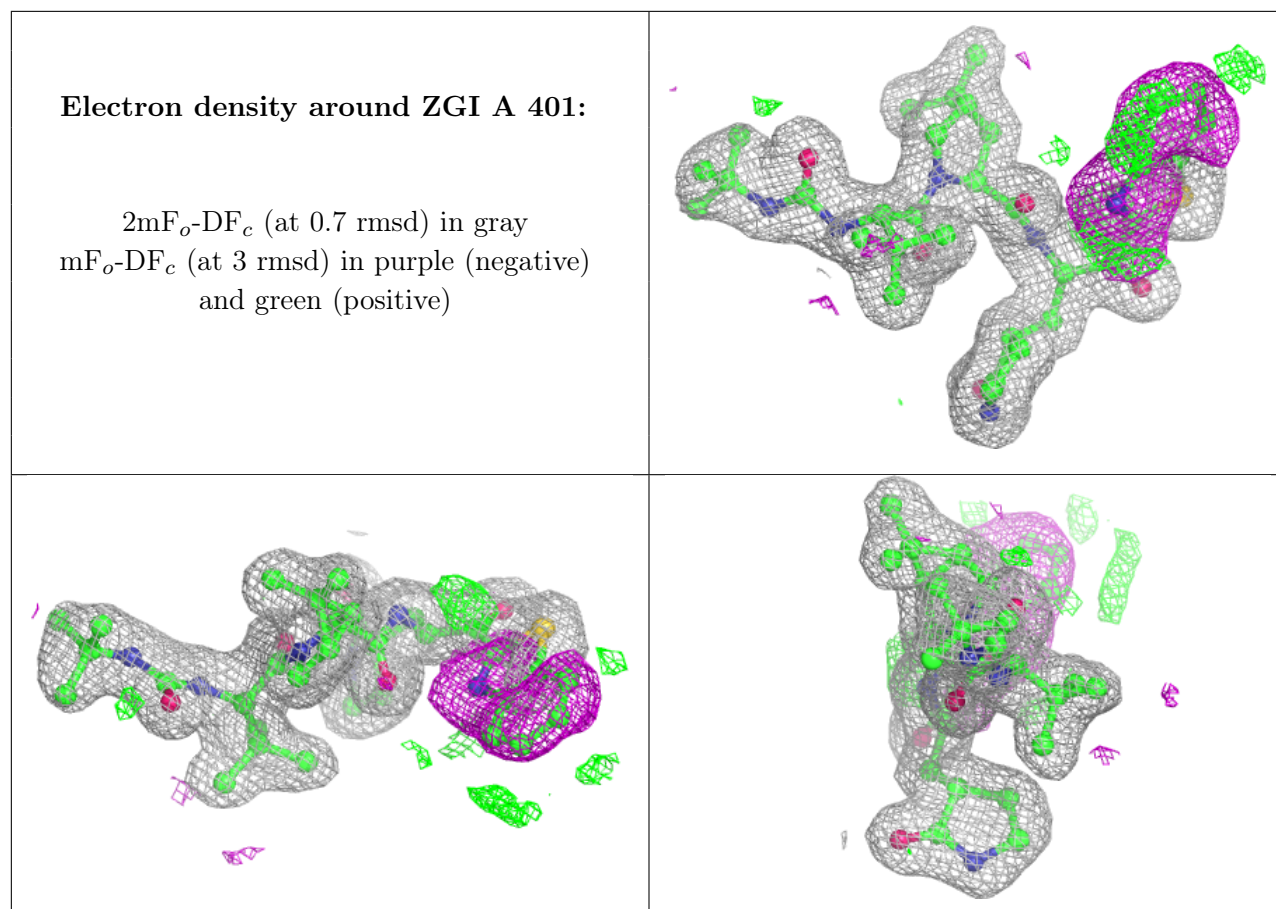 Electron density around ZGI A 401:
2mFo-DFc (at 0.7 rmsd) in gray
mFo-DFc (at 3 rmsd) in purple (negative)
and green (positive)